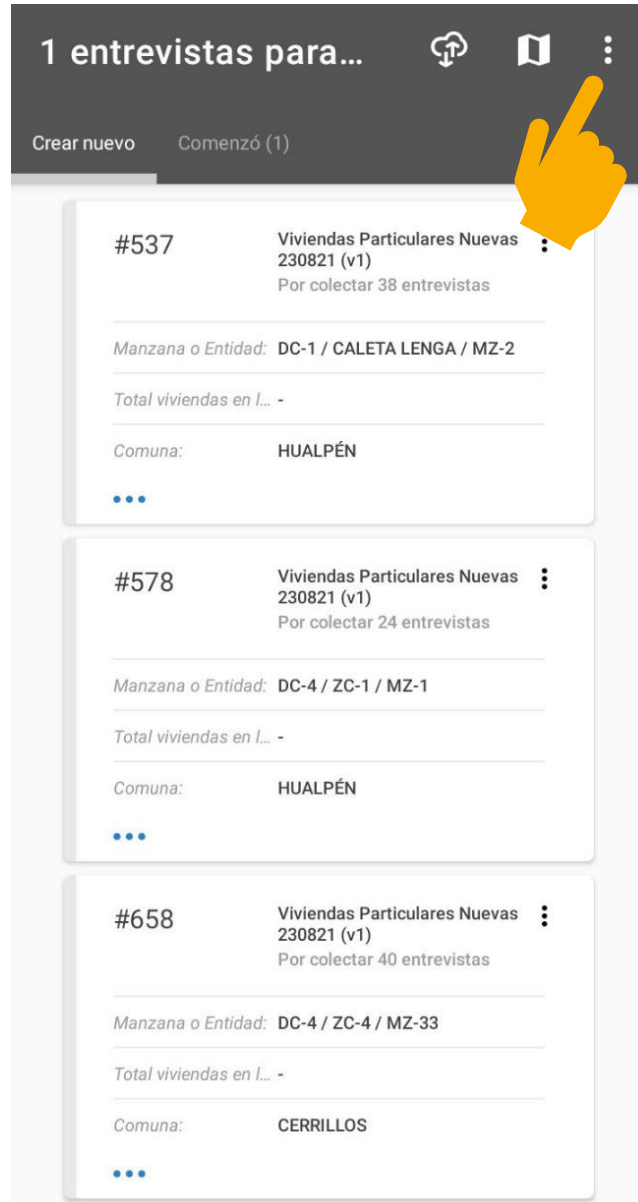 1 entrevistas para...
Crear nuevo Comenzó (1)
#537 Viviendas Particulares Nuevas
230821 (v1)
Por colectar 38 entrevistas
Manzana o Entidad: DC-1 / CALETA LENGA / MZ-2
Total viviendas en l... -
Comuna: HUALPÉN
#578 Viviendas Particulares Nuevas
230821 (v1)
Por colectar 24 entrevistas
Manzana o Entidad: DC-4 / ZC-1 / MZ-1
Total viviendas en l... -
Comuna: HUALPÉN
#658 Viviendas Particulares Nuevas
230821 (v1)
Por colectar 40 entrevistas
Manzana o Entidad: DC-4 / ZC-4 / MZ-33
Total viviendas en l... -
Comuna: CERRILLOS